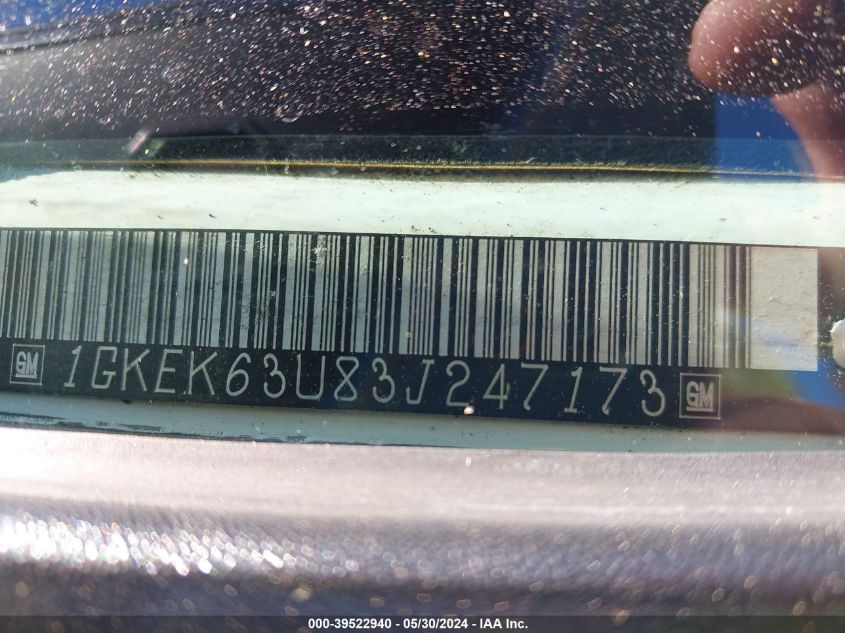 GM 1GKEK63U83J247173 GM
000-39522940 - 05/30/2024 - IAA Inc.